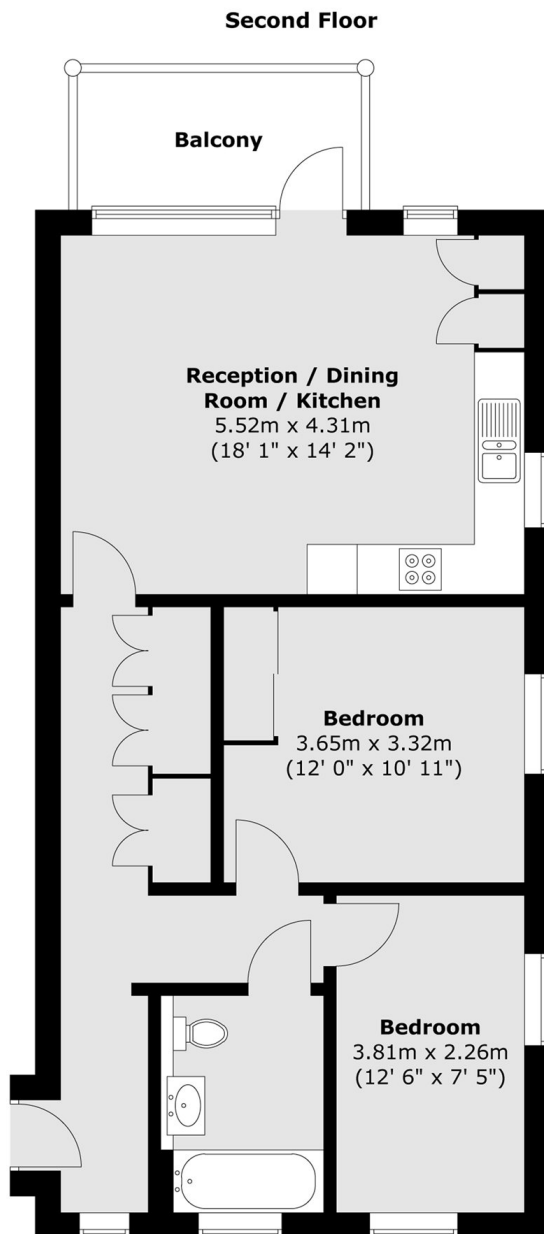 Second Floor
Balcony
Reception / Dining
Room / Kitchen
5.52m x 4.31m
(18' 1" x 14' 2")
Bedroom
3.65m x 3.32m
(12' 0" x 10' 11")
Bedroom
3.81m x 2.26m
(12' 6" x 7' 5")